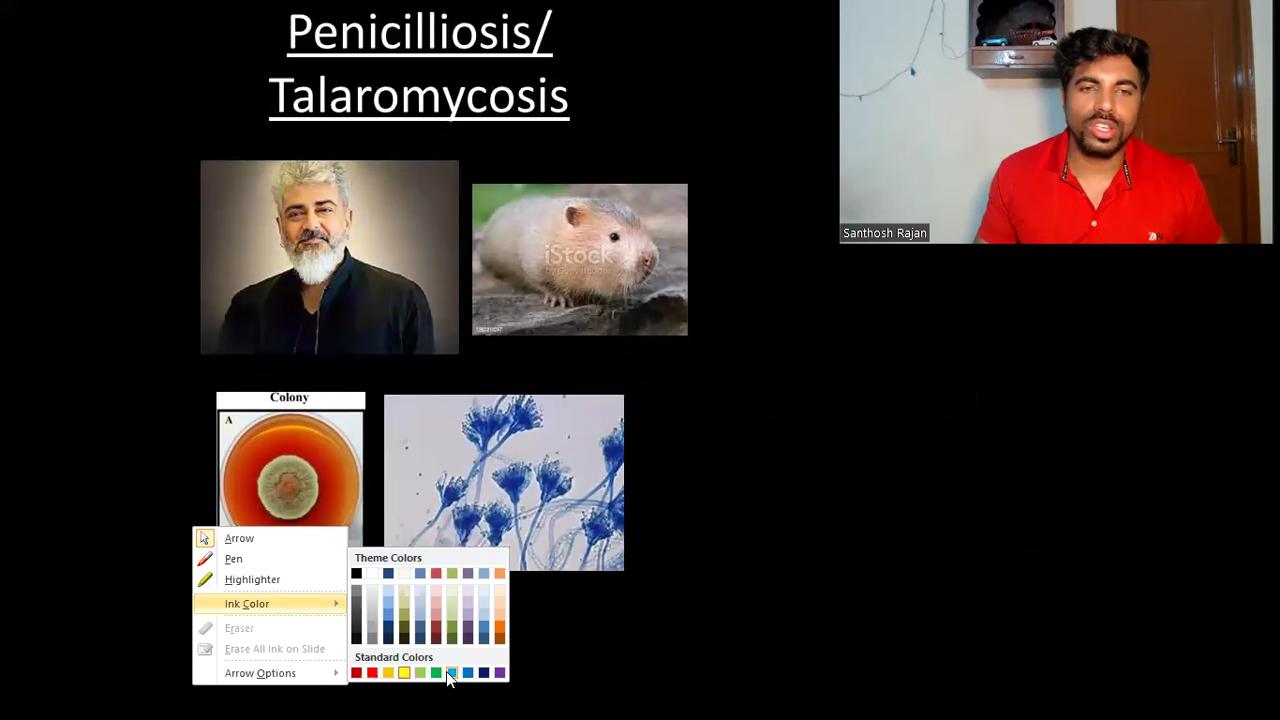 Penicilliosis/
Talaromycosis
Santhosh Rajan
iStock
Colony
A
Arrow
Pen
Highlighter
Ink Color
Eraser
Erase All Ink on Slide
Arrow Options
Theme Colors
Standard Colors